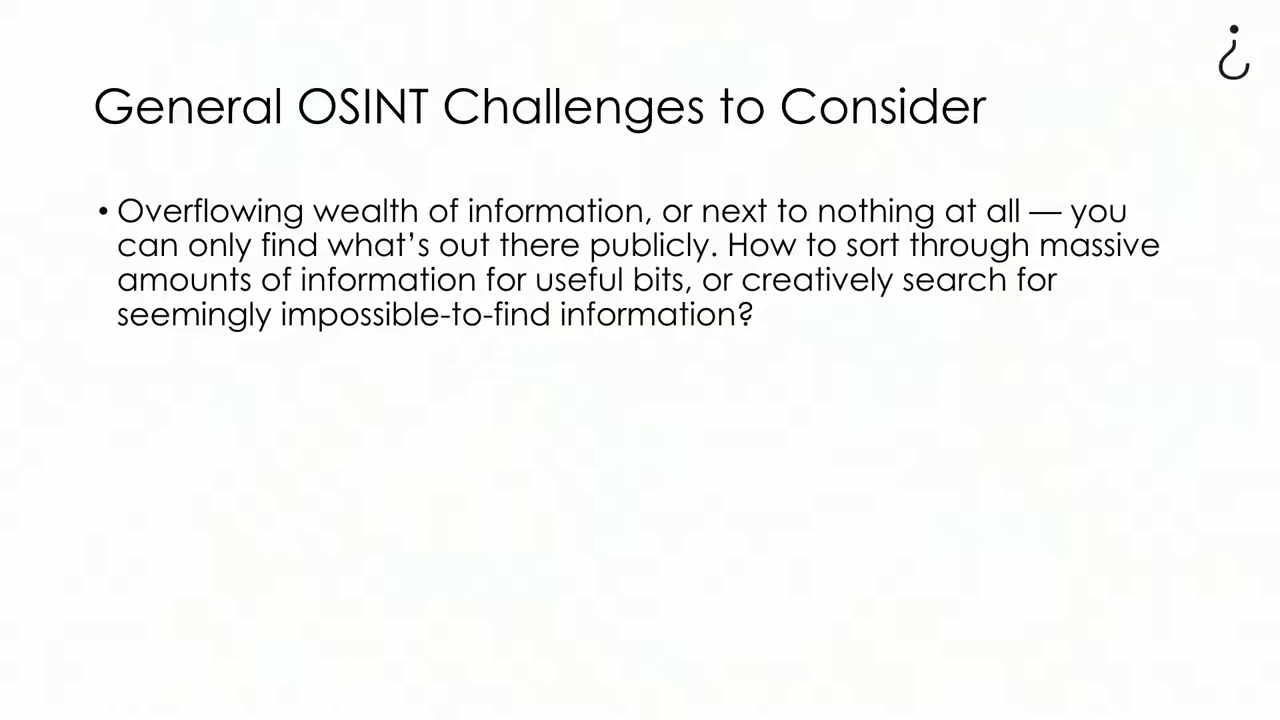 ¿
General OSINT Challenges to Consider
• Overflowing wealth of information, or next to nothing at all — you
can only find what’s out there publicly. How to sort through massive
amounts of information for useful bits, or creatively search for
seemingly impossible-to-find information?